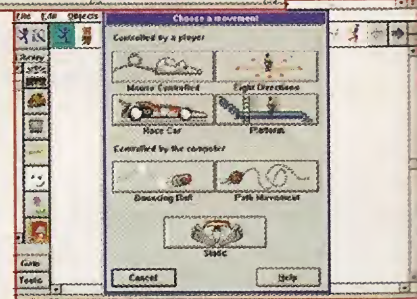 File Edit Objects
Choose a movement
Controlled by a player
Mouse Controlled
Eight Directions
Race Car
Platform
Controlled by the computer
Bouncing Ball
Path Movement
Static
Cancel
Help
Library
Tools